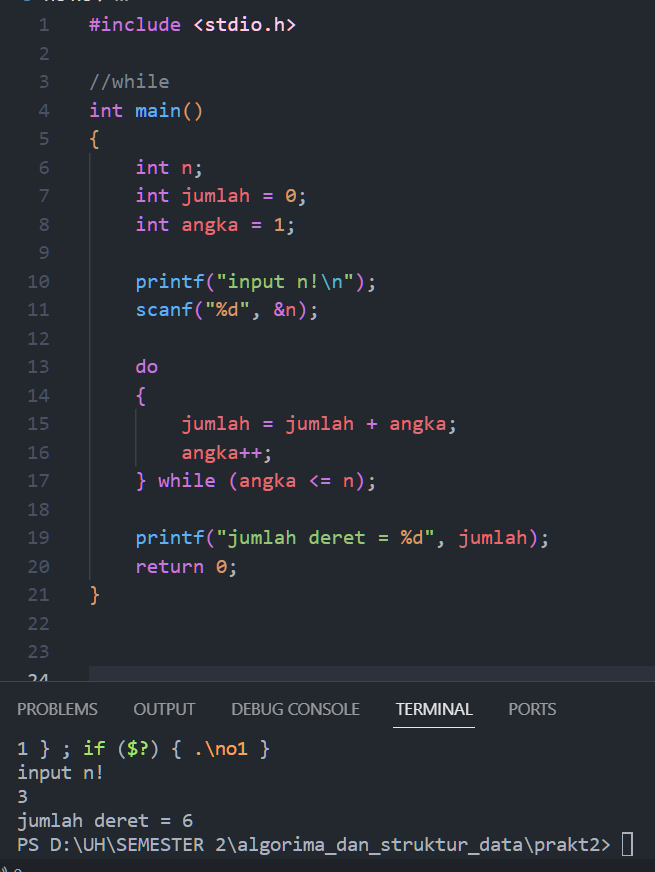 1 #include <stdio.h>
2
3 //while
4 int main()
5 {
6     int n;
7     int jumlah = 0;
8     int angka = 1;
9
10     printf("input n!\n");
11     scanf("%d", &n);
12
13     do
14     {
15         jumlah = jumlah + angka;
16         angka++;
17     } while (angka <= n);
18
19     printf("jumlah deret = %d", jumlah);
20     return 0;
21 }
22
23
24
PROBLEMS OUTPUT DEBUG CONSOLE TERMINAL PORTS
1 } ; if ($?) { .\no1 }
input n!
3
jumlah deret = 6
PS D:\UH\SEMESTER 2\algorima_dan_struktur_data\prakt2>